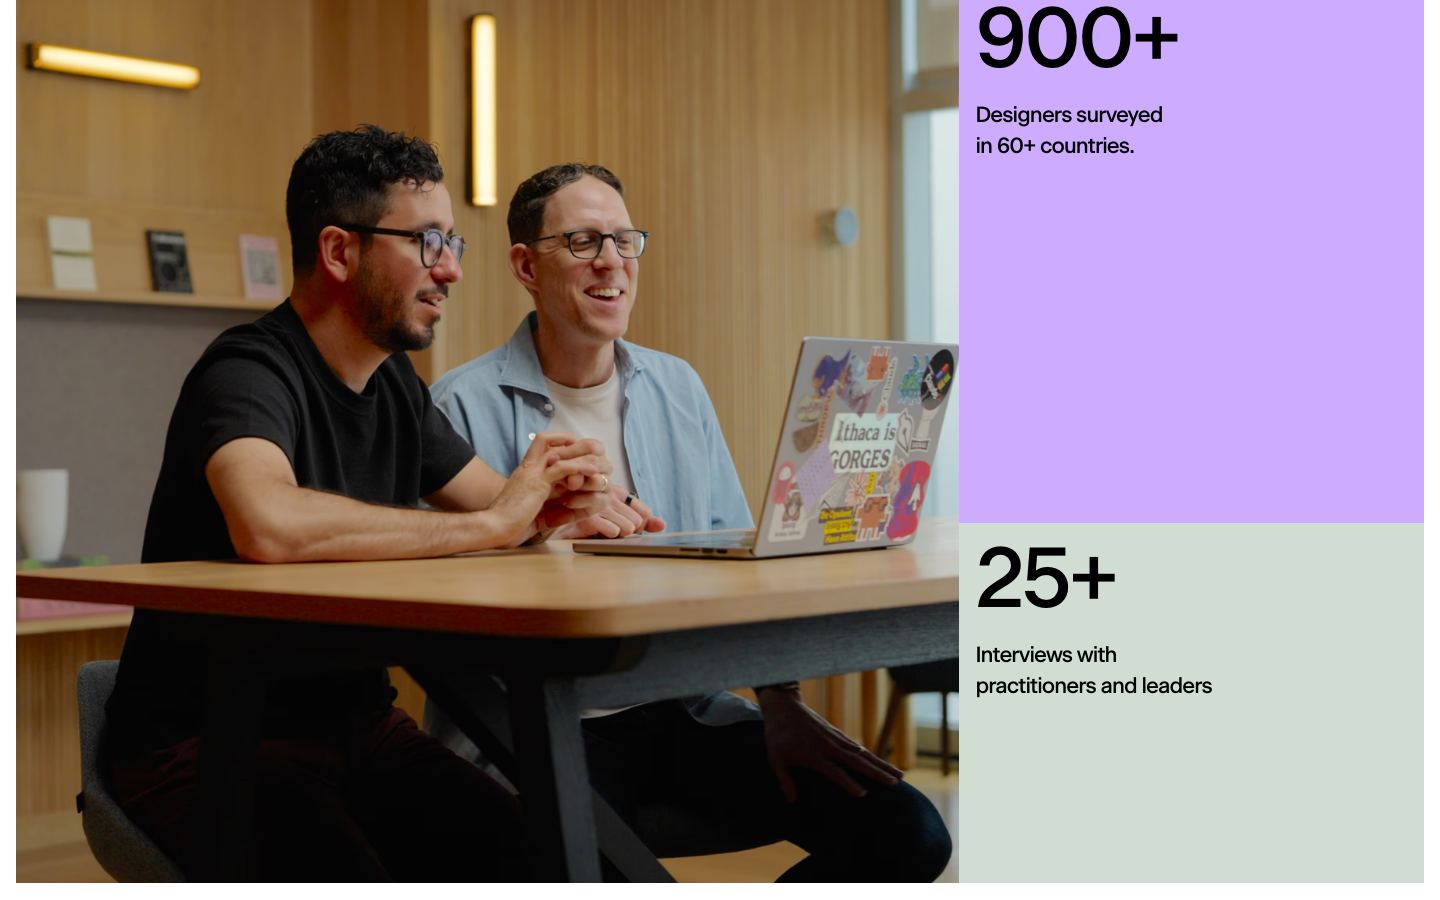 900+
Designers surveyed
in 60+ countries.
Ithaca is
GORGES
25+
Interviews with
practitioners and leaders